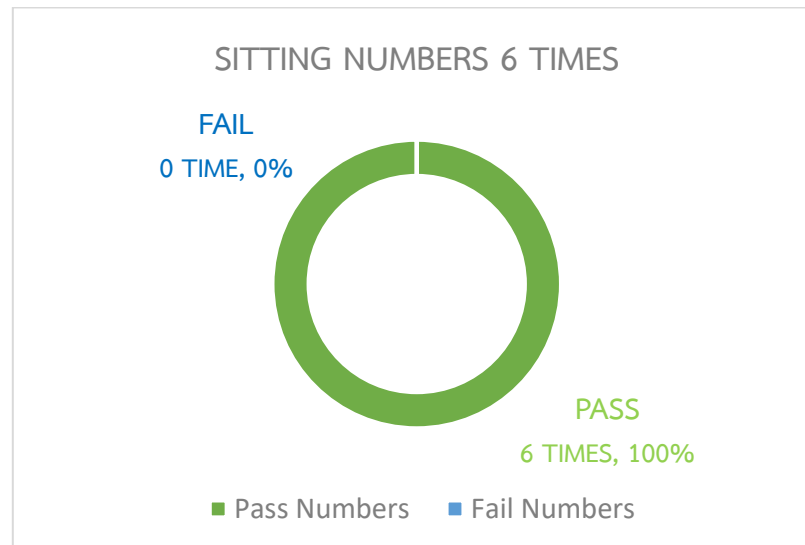 SITTING NUMBERS 6 TIMES
FAIL
0 TIME, 0%
PASS
6 TIMES, 100%
Pass Numbers Fail Numbers